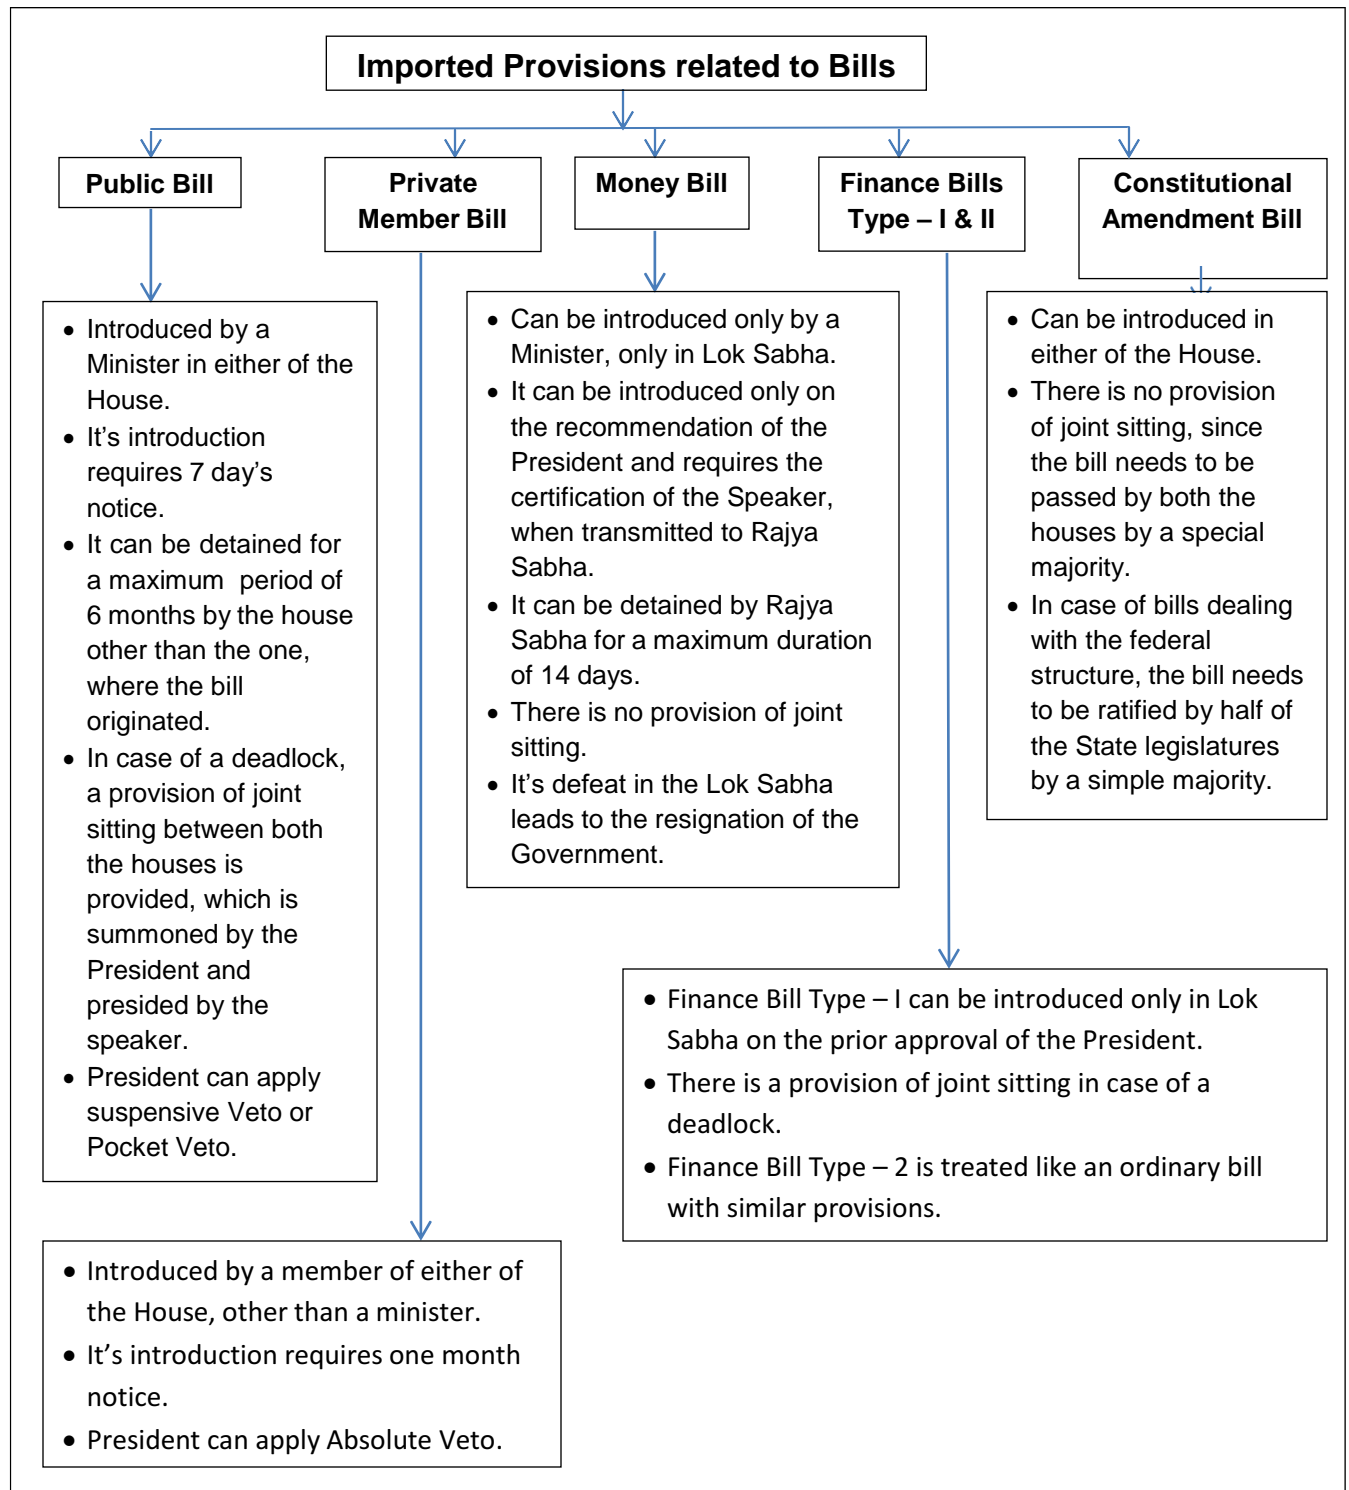 Imported Provisions related to Bills
Public Bill
Private
Member Bill
Money Bill
Finance Bills
Type – I & II
Constitutional
Amendment Bill
• Introduced by a
Minister in either of the
House.
• It’s introduction
requires 7 day’s
notice.
• It can be detained for
a maximum period of
6 months by the house
other than the one,
where the bill
originated.
• In case of a deadlock,
a provision of joint
sitting between both
the houses is
provided, which is
summoned by the
President and
presided by the
speaker.
• President can apply
suspensive Veto or
Pocket Veto.
• Can be introduced only by a
Minister, only in Lok Sabha.
• It can be introduced only on
the recommendation of the
President and requires the
certification of the Speaker,
when transmitted to Rajya
Sabha.
• It can be detained by Rajya
Sabha for a maximum duration
of 14 days.
• There is no provision of joint
sitting.
• It’s defeat in the Lok Sabha
leads to the resignation of the
Government.
• Can be introduced in
either of the House.
• There is no provision
of joint sitting, since
the bill needs to be
passed by both the
houses by a special
majority.
• In case of bills dealing
with the federal
structure, the bill needs
to be ratified by half of
the State legislatures
by a simple majority.
• Finance Bill Type – I can be introduced only in Lok
Sabha on the prior approval of the President.
• There is a provision of joint sitting in case of a
deadlock.
• Finance Bill Type – 2 is treated like an ordinary bill
with similar provisions.
• Introduced by a member of either of
the House, other than a minister.
• It’s introduction requires one month
notice.
• President can apply Absolute Veto.